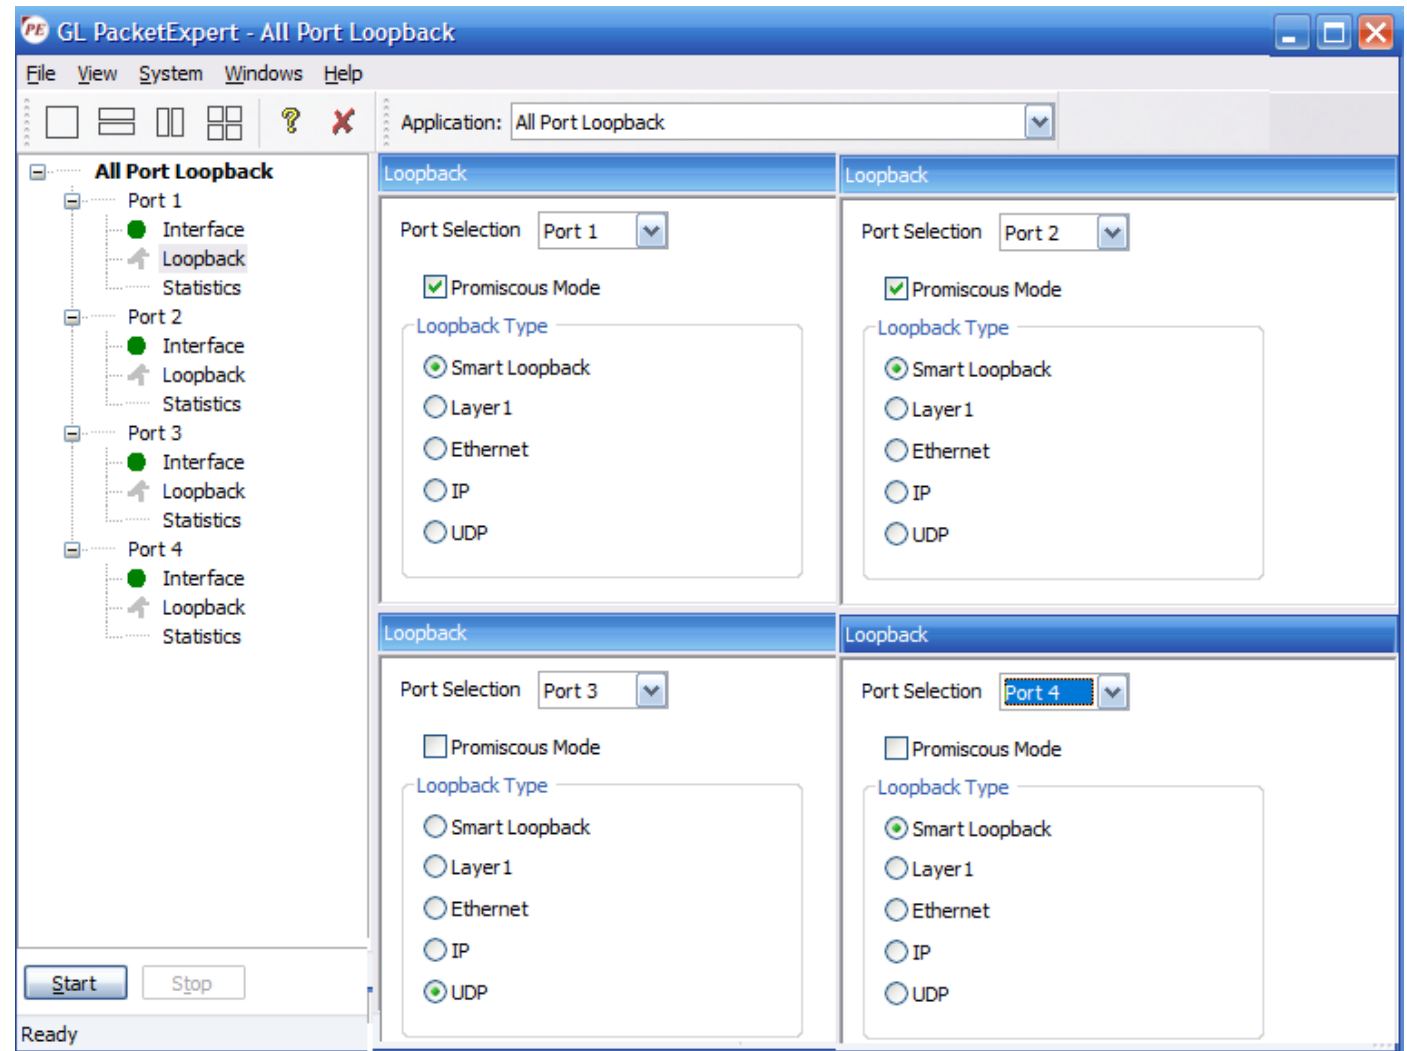 PE GL PacketExpert - All Port Loopback
File View System Windows Help
Application: All Port Loopback
All Port Loopback
Port 1
Interface
Loopback
Statistics
Port 2
Interface
Loopback
Statistics
Port 3
Interface
Loopback
Statistics
Port 4
Interface
Loopback
Statistics
Start Stop
Ready
Loopback
Port Selection Port 1
Promiscous Mode
Loopback Type
Smart Loopback
Layer1
Ethernet
IP
UDP
Loopback
Port Selection Port 2
Promiscous Mode
Loopback Type
Smart Loopback
Layer1
Ethernet
IP
UDP
Loopback
Port Selection Port 3
Promiscous Mode
Loopback Type
Smart Loopback
Layer1
Ethernet
IP
UDP
Loopback
Port Selection Port 4
Promiscous Mode
Loopback Type
Smart Loopback
Layer1
Ethernet
IP
UDP